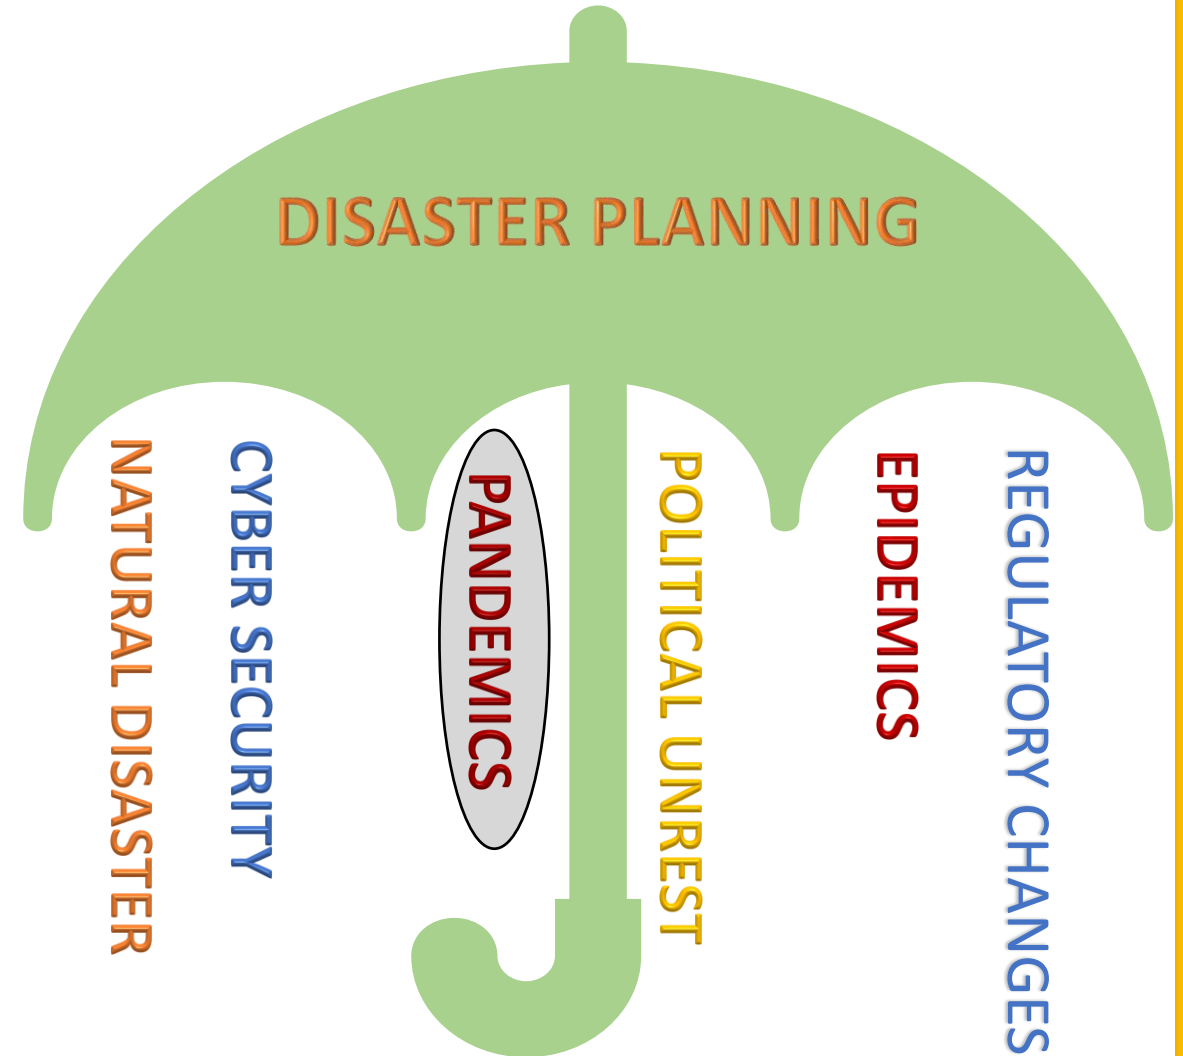 DISASTER PLANNING
NATURAL DISASTER
CYBER SECURITY
PANDEMICS
POLITICAL UNREST
EPIDEMICS
REGULATORY CHANGES